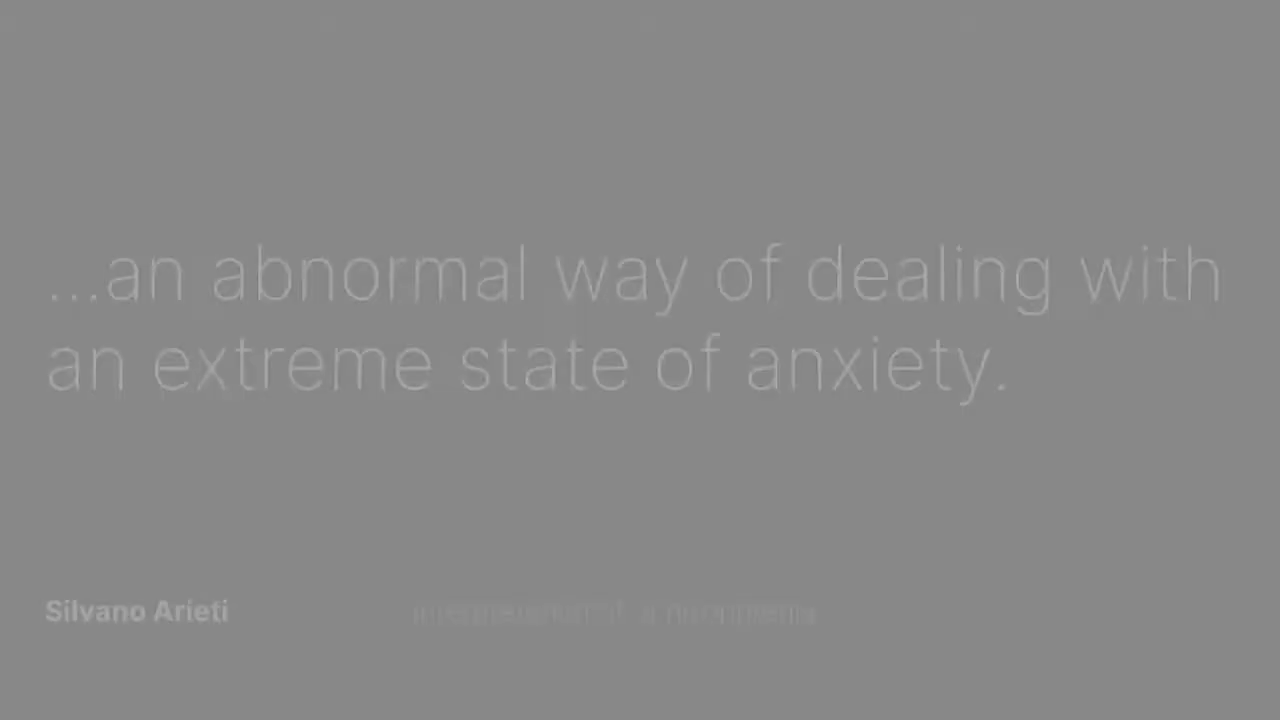 ...an abnormal way of dealing with
an extreme state of anxiety.
Silvano Arieti